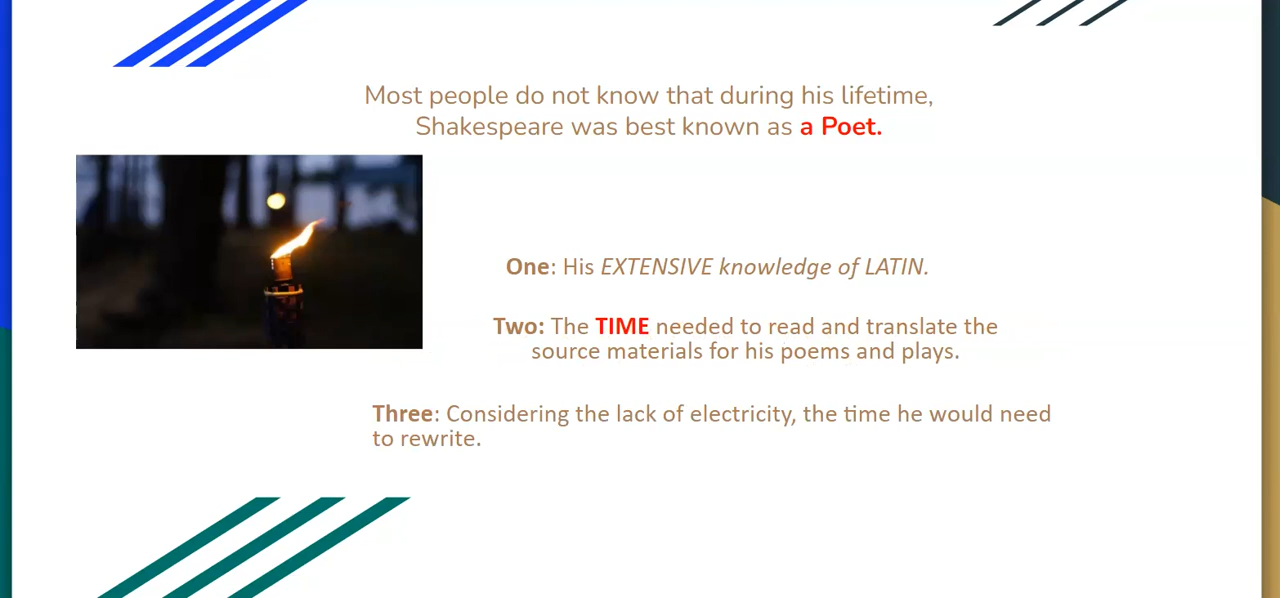 Most people do not know that during his lifetime,
Shakespeare was best known as a Poet.
One: His EXTENSIVE knowledge of LATIN.
Two: The TIME needed to read and translate the
source materials for his poems and plays.
Three: Considering the lack of electricity, the time he would need
to rewrite.